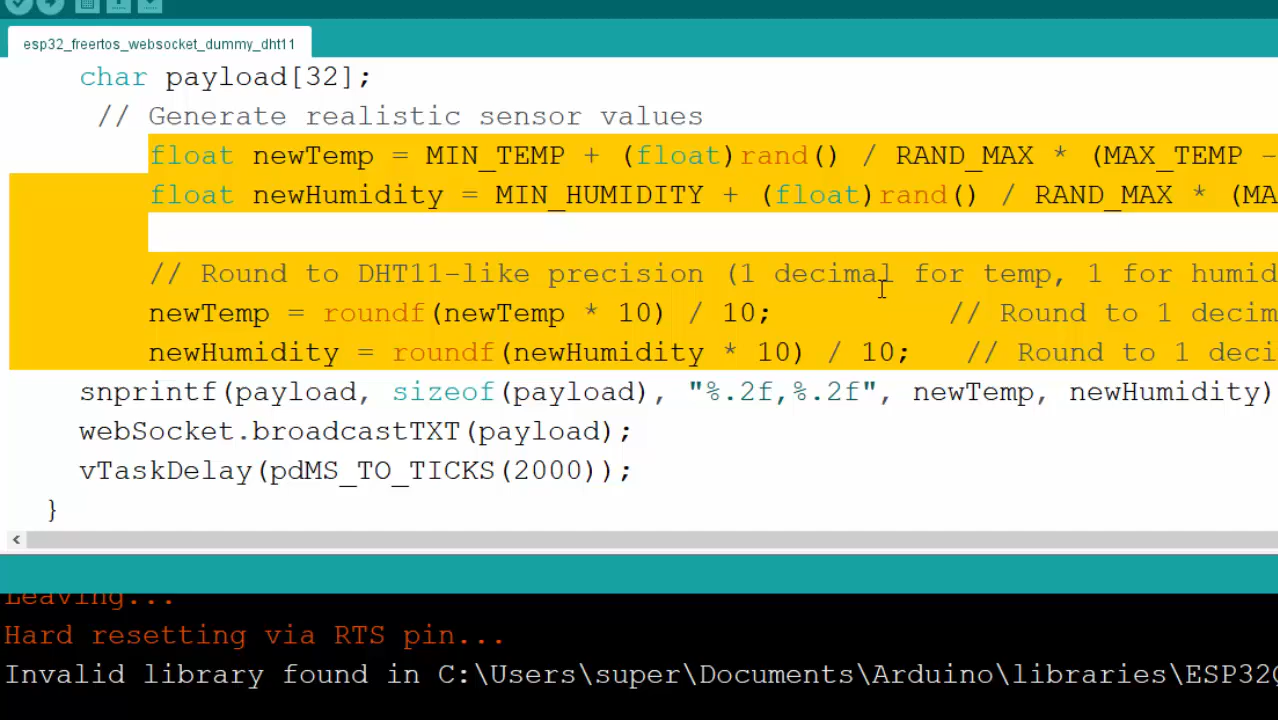 esp32_freertos_websocket_dummy_dht11
char payload[32];
// Generate realistic sensor values
float newTemp = MIN_TEMP + (float)rand() / RAND_MAX * (MAX_TEMP -
float newHumidity = MIN_HUMIDITY + (float)rand() / RAND_MAX * (MA
// Round to DHT11-like precision (1 decimal for temp, 1 for humid
newTemp = roundf(newTemp * 10) / 10; // Round to 1 decim
newHumidity = roundf(newHumidity * 10) / 10; // Round to 1 deci
snprintf(payload, sizeof(payload), "%.2f,%.2f", newTemp, newHumidity)
webSocket.broadcastTXT(payload);
vTaskDelay(pdMS_TO_TICKS(2000));
}
Leaving...
Hard resetting via RTS pin...
Invalid library found in C:\Users\super\Documents\Arduino\libraries\ESP32